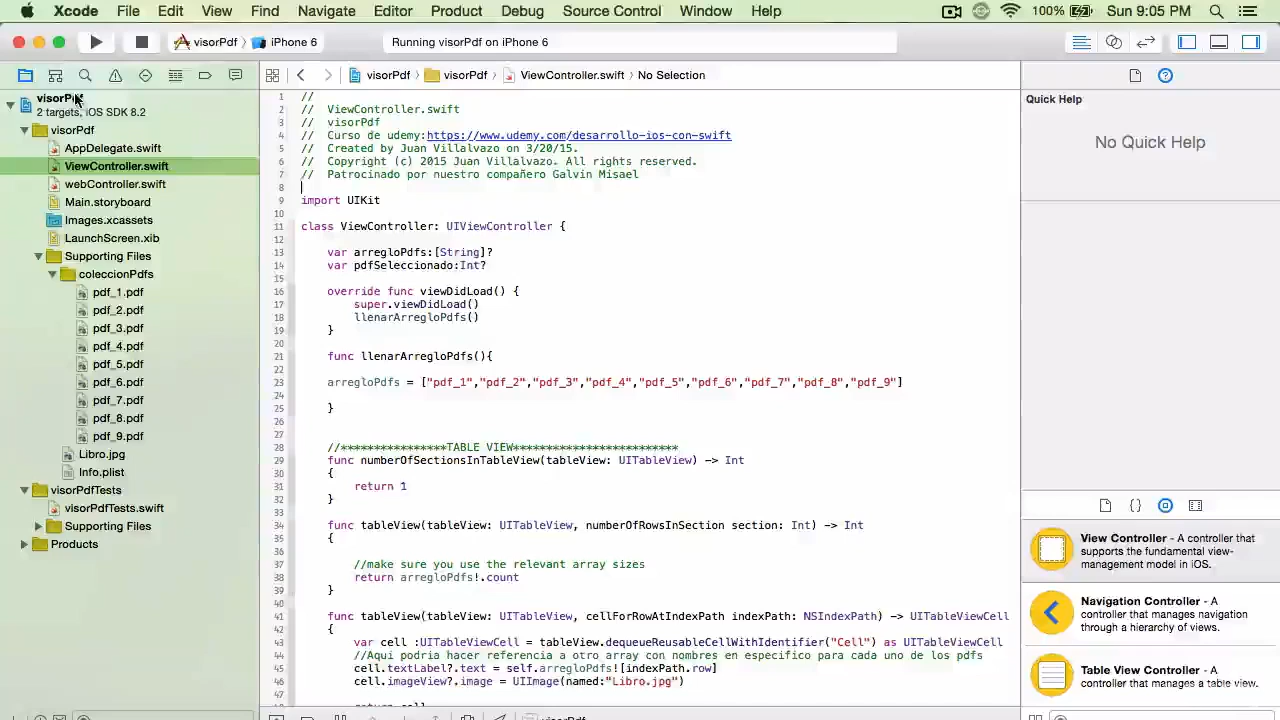 Xcode File Edit View Find Navigate Editor Product Debug Source Control Window Help 100% Sun 9:05 PM
visorPdf iPhone 6 Running visorPdf on iPhone 6
visorPdf visorPdf ViewController.swift No Selection
visorPdf
2 targets, iOS SDK 8.2
visorPdf
AppDelegate.swift
ViewController.swift
webController.swift
Main.storyboard
Images.xcassets
LaunchScreen.xib
Supporting Files
coleccionPdfs
pdf_1.pdf
pdf_2.pdf
pdf_3.pdf
pdf_4.pdf
pdf_5.pdf
pdf_6.pdf
pdf_7.pdf
pdf_8.pdf
pdf_9.pdf
Libro.jpg
Info.plist
visorPdfTests
visorPdfTests.swift
Supporting Files
Products
1 //
2 // ViewController.swift
3 // visorPdf
4 // Curso de udemy:https://www.udemy.com/desarrollo-ios-con-swift
5 // Created by Juan Villalvazo on 3/20/15.
6 // Copyright (c) 2015 Juan Villalvazo. All rights reserved.
7 // Patrocinado por nuestro compañero Galvin Misael
8
9 import UIKit
10
11 class ViewController: UIViewController {
12
13 var arregloPdfs:[String]?
14 var pdfSeleccionado:Int?
15
16 override func viewDidLoad() {
17 super.viewDidLoad()
18 llenarArregloPdfs()
19 }
20
21 func llenarArregloPdfs(){
22
23 arregloPdfs = ["pdf_1","pdf_2","pdf_3","pdf_4","pdf_5","pdf_6","pdf_7","pdf_8","pdf_9"]
24
25 }
26
27
28 //****************TABLE VIEW*************************
29 func numberOfSectionsInTableView(tableView: UITableView) -> Int
30 {
31 return 1
32 }
33
34 func tableView(tableView: UITableView, numberOfRowsInSection section: Int) -> Int
35 {
36
37 //make sure you use the relevant array sizes
38 return arregloPdfs!.count
39 }
40
41 func tableView(tableView: UITableView, cellForRowAtIndexPath indexPath: NSIndexPath) -> UITableViewCell
42 {
43 var cell :UITableViewCell = tableView.dequeueReusableCellWithIdentifier("Cell") as UITableViewCell
44 //Aqui podria hacer referencia a otro array con nombres en especifico para cada uno de los pdfs
45 cell.textLabel?.text = self.arregloPdfs![indexPath.row]
46 cell.imageView?.image = UIImage(named:"Libro.jpg")
47
return cell
visorPdf
Quick Help
No Quick Help
View Controller - A controller that
supports the fundamental view-
management model in iOS.
Navigation Controller - A
controller that manages navigation
through a hierarchy of views.
Table View Controller - A
controller that manages a table view.